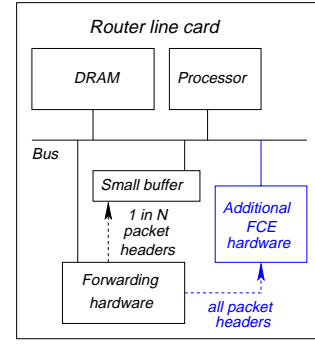 Router line card
DRAM
Processor
Bus
Small buffer
1 in N
packet
headers
Additional
FCE
hardware
Forwarding
hardware
all packet
headers